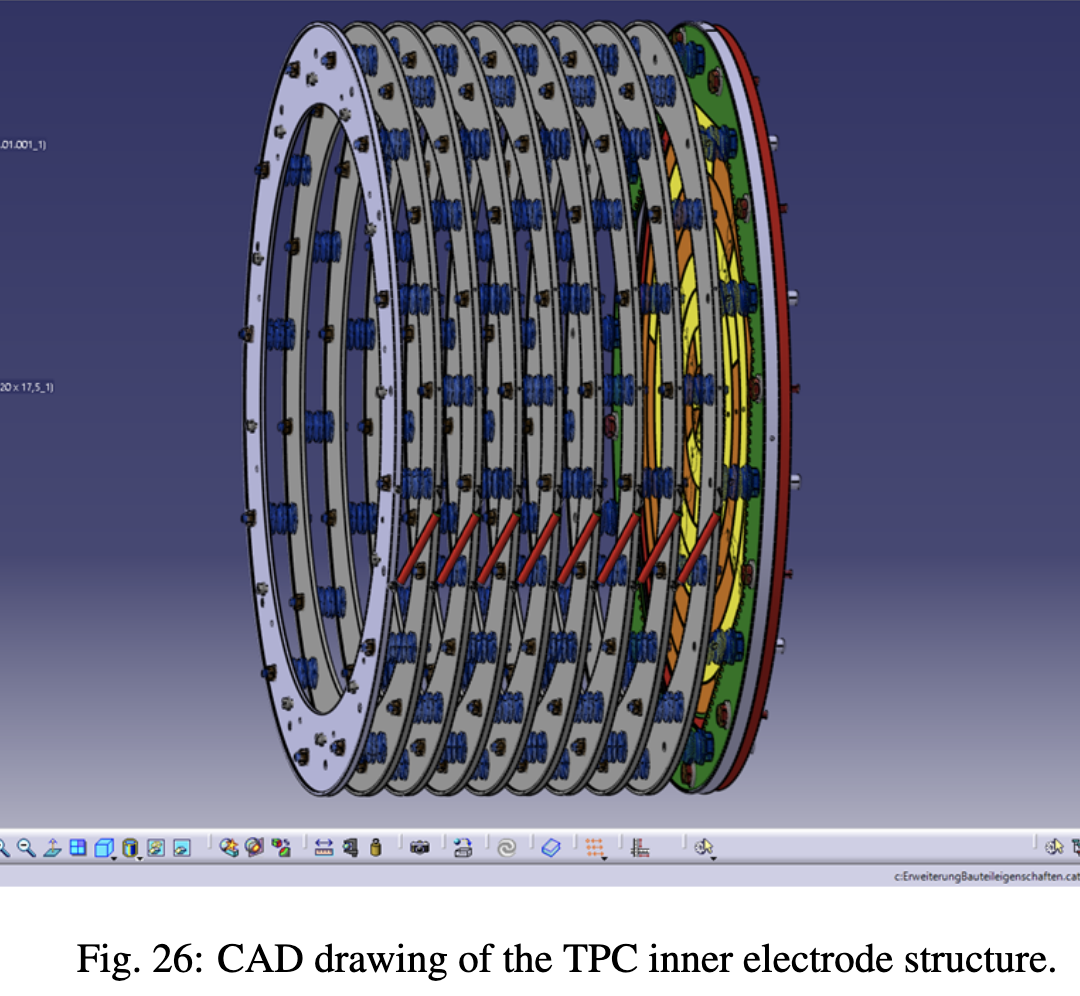 .01.001_1)
20 x 17,5_1)
c:ErweiterungBauteileigenschaften.cat
Fig. 26: CAD drawing of the TPC inner electrode structure.